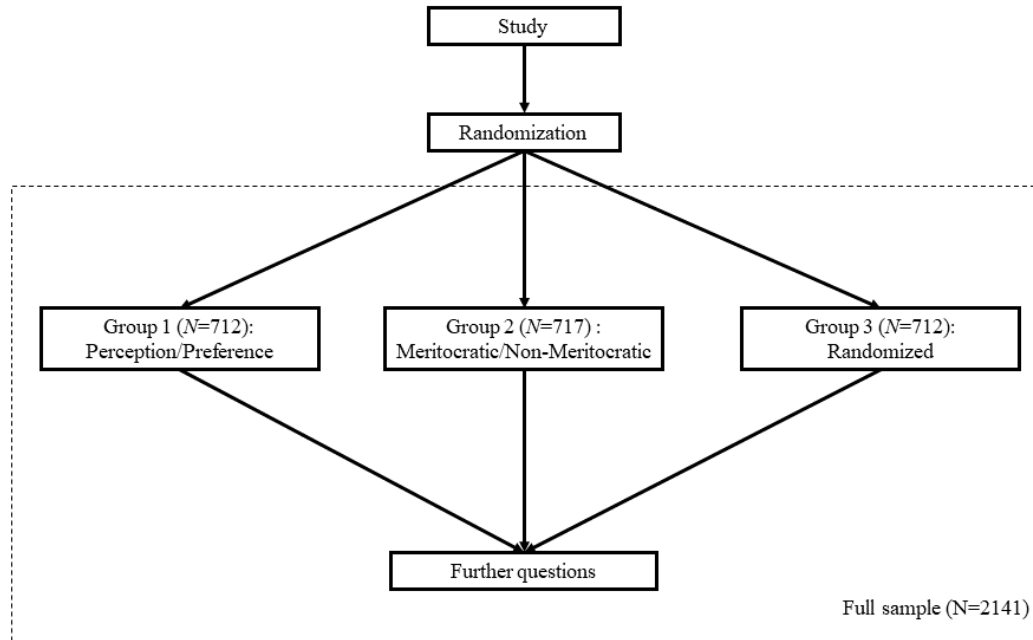 Study
Randomization
Group 1 (N=712):
Perception/Preference
Group 2 (N=717) :
Meritocratic/Non-Meritocratic
Group 3 (N=712):
Randomized
Further questions
Full sample (N=2141)